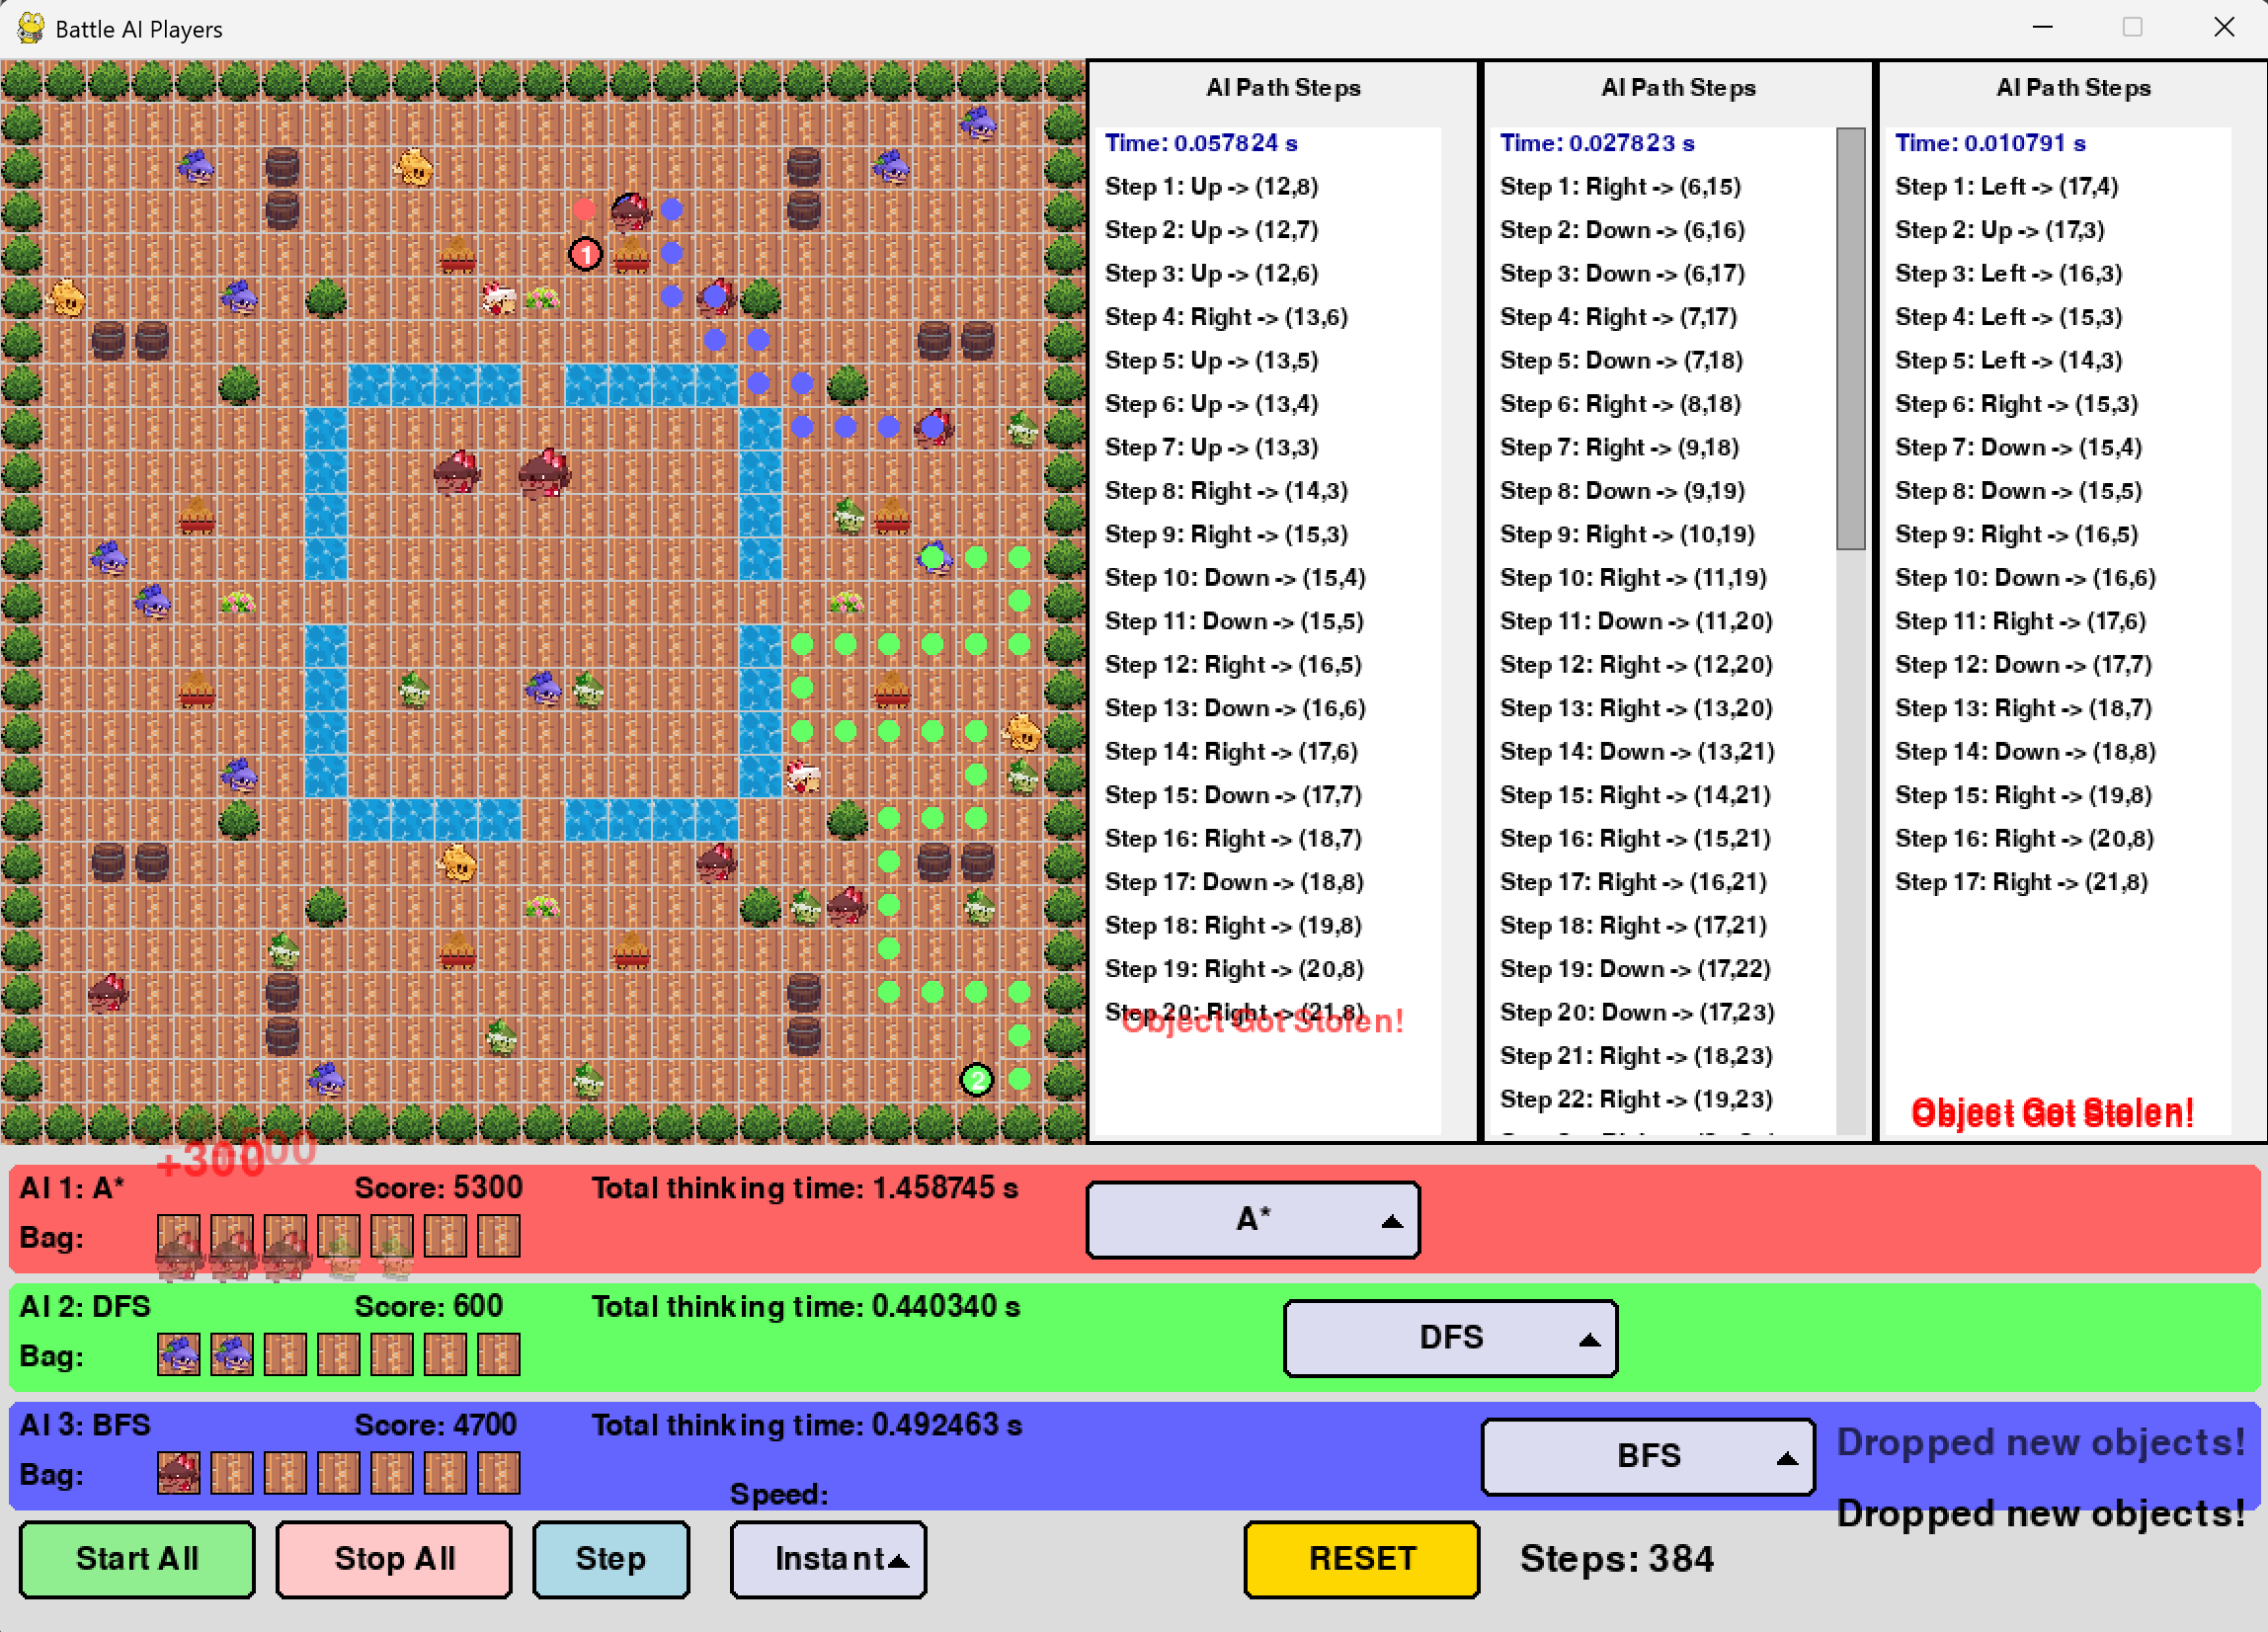 Battle AI Players
AI Path Steps
Time: 0.057824 s
Step 1: Up -> (12,8)
Step 2: Up -> (12,7)
Step 3: Up -> (12,6)
Step 4: Right -> (13,6)
Step 5: Up -> (13,5)
Step 6: Up -> (13,4)
Step 7: Up -> (13,3)
Step 8: Right -> (14,3)
Step 9: Right -> (15,3)
Step 10: Down -> (15,4)
Step 11: Down -> (15,5)
Step 12: Right -> (16,5)
Step 13: Down -> (16,6)
Step 14: Right -> (17,6)
Step 15: Down -> (17,7)
Step 16: Right -> (18,7)
Step 17: Down -> (18,8)
Step 18: Right -> (19,8)
Step 19: Right -> (20,8)
Step 20: Right -> (21,8)
Object Got Stolen!
AI Path Steps
Time: 0.027823 s
Step 1: Right -> (6,15)
Step 2: Down -> (6,16)
Step 3: Down -> (6,17)
Step 4: Right -> (7,17)
Step 5: Down -> (7,18)
Step 6: Right -> (8,18)
Step 7: Right -> (9,18)
Step 8: Down -> (9,19)
Step 9: Right -> (10,19)
Step 10: Right -> (11,19)
Step 11: Down -> (11,20)
Step 12: Right -> (12,20)
Step 13: Right -> (13,20)
Step 14: Down -> (13,21)
Step 15: Right -> (14,21)
Step 16: Right -> (15,21)
Step 17: Right -> (16,21)
Step 18: Right -> (17,21)
Step 19: Down -> (17,22)
Step 20: Down -> (17,23)
Step 21: Right -> (18,23)
Step 22: Right -> (19,23)
AI Path Steps
Time: 0.010791 s
Step 1: Left -> (17,4)
Step 2: Up -> (17,3)
Step 3: Left -> (16,3)
Step 4: Left -> (15,3)
Step 5: Left -> (14,3)
Step 6: Right -> (15,3)
Step 7: Down -> (15,4)
Step 8: Down -> (15,5)
Step 9: Right -> (16,5)
Step 10: Down -> (16,6)
Step 11: Right -> (17,6)
Step 12: Down -> (17,7)
Step 13: Right -> (18,7)
Step 14: Down -> (18,8)
Step 15: Right -> (19,8)
Step 16: Right -> (20,8)
Step 17: Right -> (21,8)
Object Got Stolen!
1
2
+300
AI 1: A* Score: 5300 Total thinking time: 1.458745 s
Bag:
A*
AI 2: DFS Score: 600 Total thinking time: 0.440340 s
Bag:
DFS
AI 3: BFS Score: 4700 Total thinking time: 0.492463 s
Bag:
BFS
Dropped new objects!
Dropped new objects!
Speed:
Start All Stop All Step Instant RESET Steps: 384